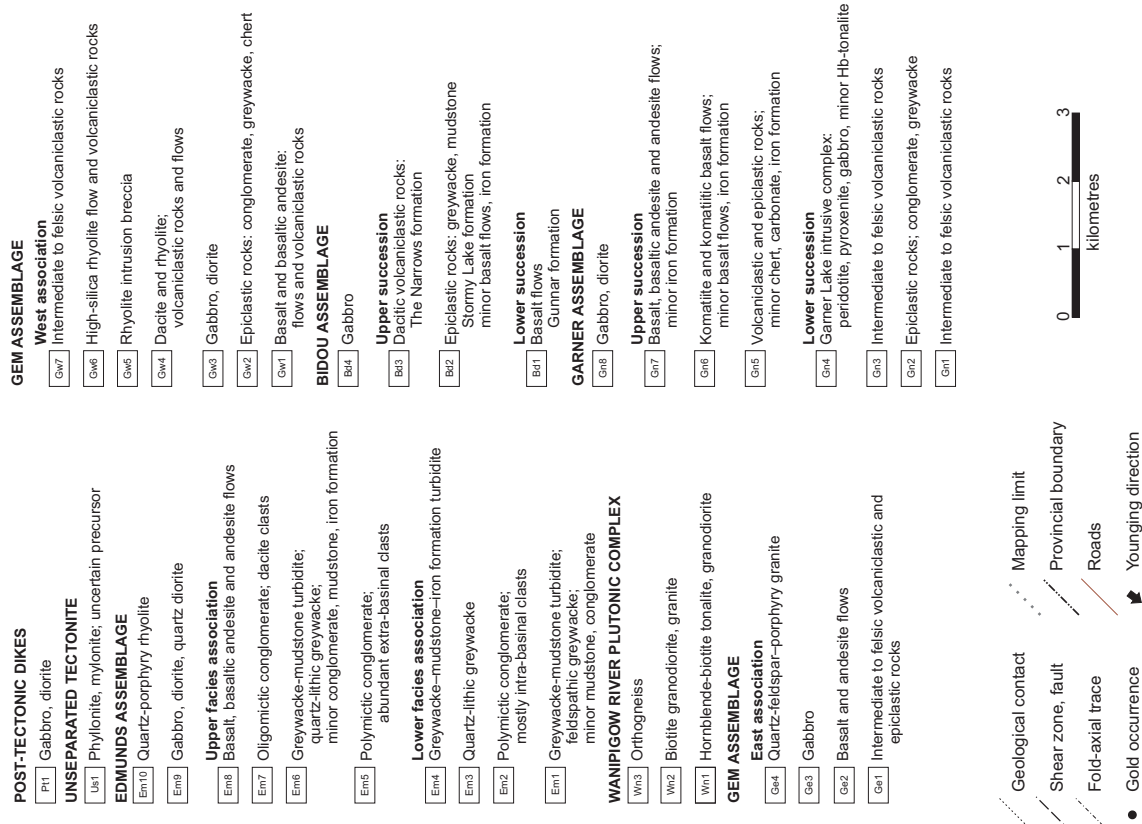 POST-TECTONIC DIKES
Pt1 Gabbro, diorite
UNSEPARATED TECTONITE
Us1 Phyllonite, mylonite; uncertain precursor
EDMUNDS ASSEMBLAGE
Em10 Quartz-porphyry rhyolite
Em9 Gabbro, diorite, quartz diorite
Upper facies association
Em8 Basalt, basaltic andesite and andesite flows
Em7 Oligomictic conglomerate; dacite clasts
Em6 Greywacke-mudstone turbidite;
quartz-lithic greywacke;
minor conglomerate, mudstone, iron formation
Em5 Polymictic conglomerate;
abundant extra-basinal clasts
Lower facies association
Em4 Greywacke–mudstone–iron formation turbidite
Em3 Quartz-lithic greywacke
Em2 Polymictic conglomerate;
mostly intra-basinal clasts
Em1 Greywacke-mudstone turbidite;
feldspathic greywacke;
minor mudstone, conglomerate
WANIPIGOW RIVER PLUTONIC COMPLEX
Wn3 Orthogneiss
Wn2 Biotite granodiorite, granite
Wn1 Hornblende-biotite tonalite, granodiorite
GEM ASSEMBLAGE
East association
Ge4 Quartz-feldspar–porphyry granite
Ge3 Gabbro
Ge2 Basalt and andesite flows
Ge1 Intermediate to felsic volcaniclastic and
epiclastic rocks
GEM ASSEMBLAGE
West association
Gw7 Intermediate to felsic volcaniclastic rocks
Gw6 High-silica rhyolite flow and volcaniclastic rocks
Gw5 Rhyolite intrusion breccia
Gw4 Dacite and rhyolite;
volcaniclastic rocks and flows
Gw3 Gabbro, diorite
Gw2 Epiclastic rocks: conglomerate, greywacke, chert
Gw1 Basalt and basaltic andesite:
flows and volcaniclastic rocks
BIDOU ASSEMBLAGE
Bd4 Gabbro
Upper succession
Bd3 Dacitic volcaniclastic rocks:
The Narrows formation
Bd2 Epiclastic rocks: greywacke, mudstone
Stormy Lake formation
minor basalt flows, iron formation
Lower succession
Bd1 Basalt flows
Gunnar formation
GARNER ASSEMBLAGE
Gn8 Gabbro, diorite
Upper succession
Gn7 Basalt, basaltic andesite and andesite flows;
minor iron formation
Gn6 Komatiite and komatiitic basalt flows;
minor basalt flows, iron formation
Gn5 Volcaniclastic and epiclastic rocks;
minor chert, carbonate, iron formation
Lower succession
Gn4 Garner Lake intrusive complex:
peridotite, pyroxenite, gabbro, minor Hb-tonalite
Gn3 Intermediate to felsic volcaniclastic rocks
Gn2 Epiclastic rocks; conglomerate, greywacke
Gn1 Intermediate to felsic volcaniclastic rocks
Geological contact
Shear zone, fault
Fold-axial trace
Gold occurrence
Mapping limit
Provincial boundary
Roads
Younging direction
0 1 2 3
kilometres